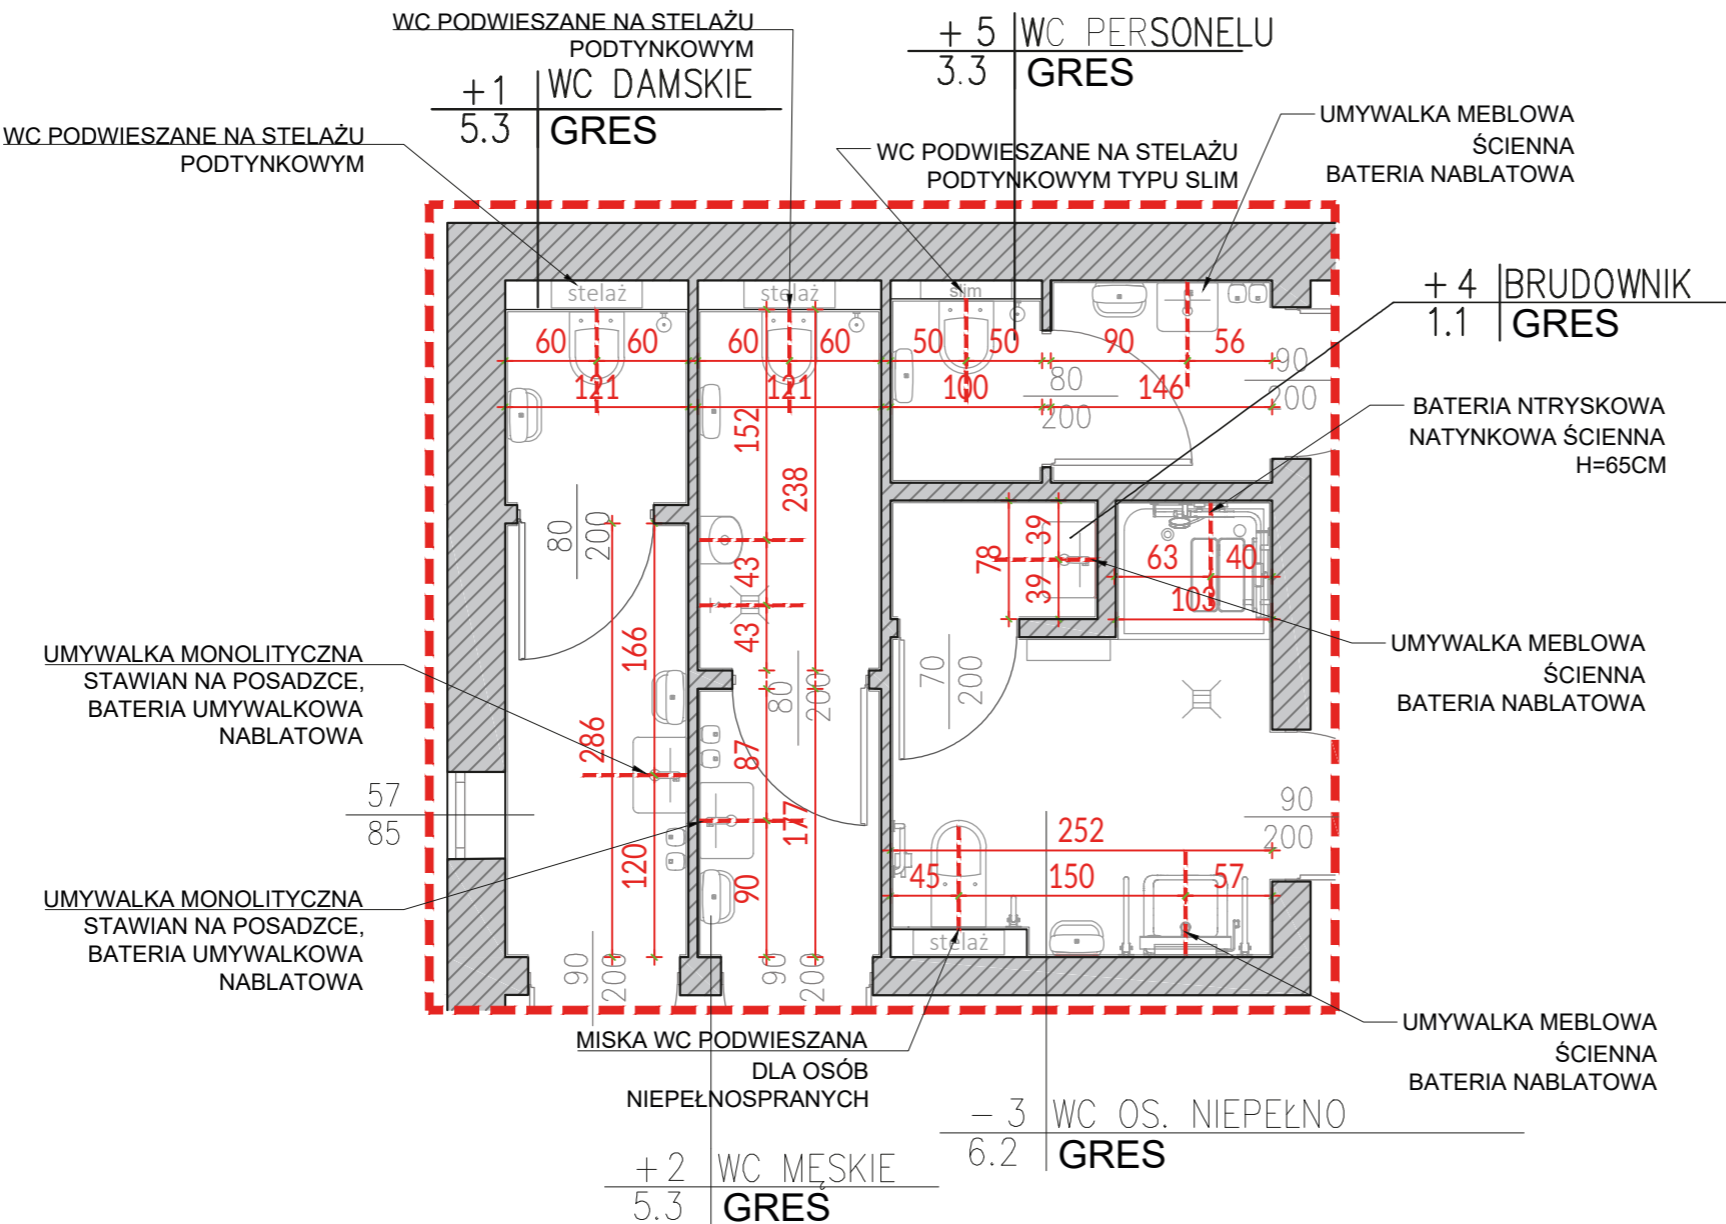 WC PODWIESZANE NA STELAŻU
PODTYNKOWYM
+1 WC DAMSKIE
5.3 GRES
+ 5 WC PERSONELU
3.3 GRES
WC PODWIESZANE NA STELAŻU
PODTYNKOWYM
WC PODWIESZANE NA STELAŻU
PODTYNKOWYM TYPU SLIM
UMYWALKA MEBLOWA
ŚCIENNA
BATERIA NABLATOWA
+ 4 BRUDOWNIK
1.1 GRES
stelaż
stelaż
slim
60 60 60 60 50 50 90 56
121 121 100 146
80
200
90
200
152
238
BATERIA NTRYSKOWA
NATYNKOWA ŚCIENNA
H=65CM
80
200
78
39
39
63 40
103
43
43
166
286
120
UMYWALKA MONOLITYCZNA
STAWIAN NA POSADZCE,
BATERIA UMYWALKOWA
NABLATOWA
UMYWALKA MEBLOWA
ŚCIENNA
BATERIA NABLATOWA
80
200
70
200
87
177
90
57
85
90
200
252
45 150 57
stelaż
UMYWALKA MONOLITYCZNA
STAWIAN NA POSADZCE,
BATERIA UMYWALKOWA
NABLATOWA
90
200
90
200
MISKA WC PODWIESZANA
DLA OSÓB
NIEPEŁNOSPRANYCH
UMYWALKA MEBLOWA
ŚCIENNA
BATERIA NABLATOWA
– 3 WC OS. NIEPEŁNO
6.2 GRES
+ 2 WC MĘSKIE
5.3 GRES